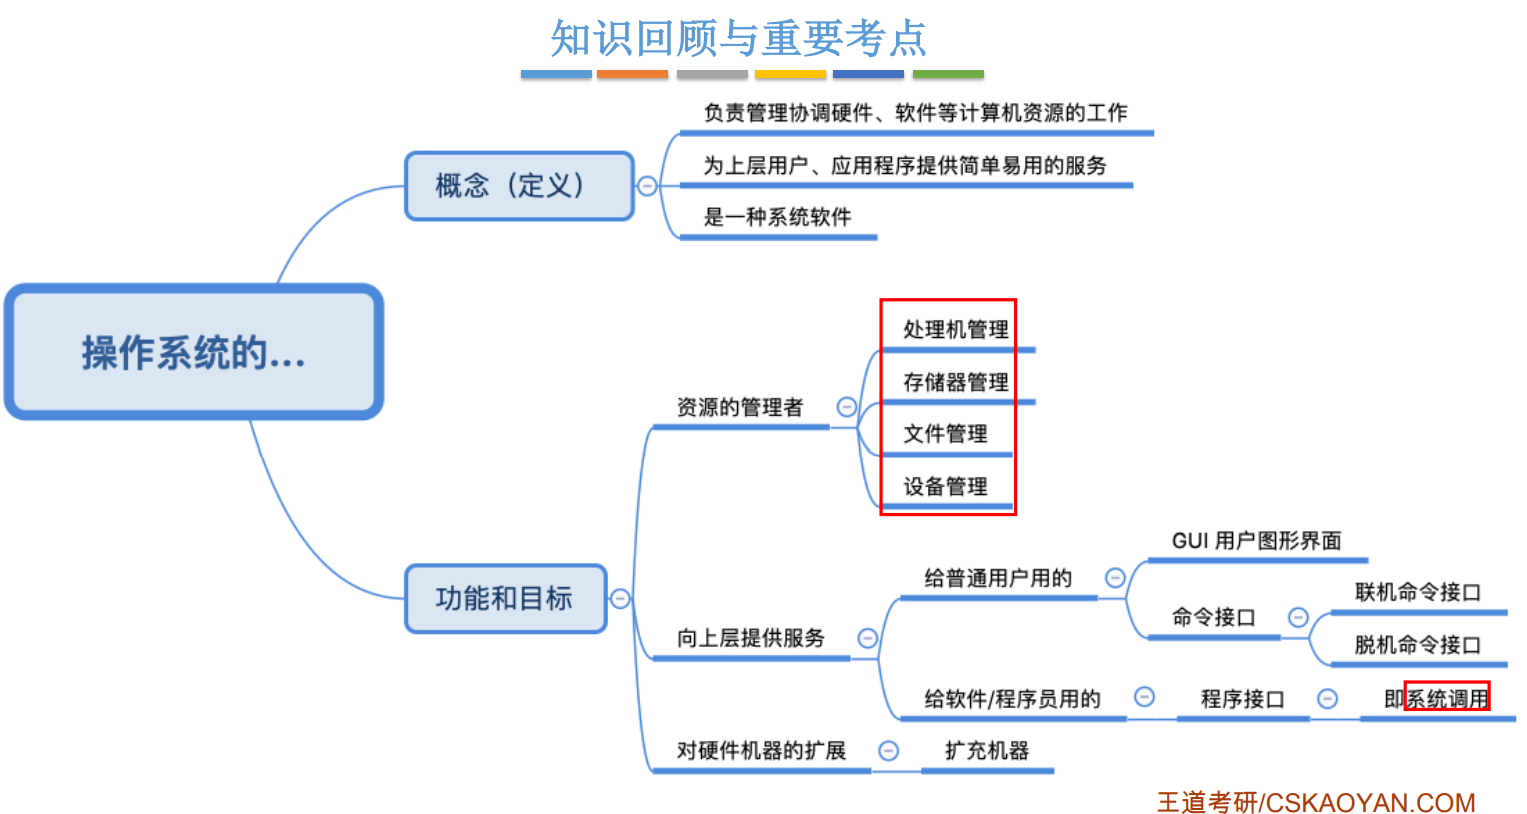 知识回顾与重要考点
负责管理协调硬件、软件等计算机资源的工作
概念（定义）
为上层用户、应用程序提供简单易用的服务
是一种系统软件
操作系统的...
处理机管理
存储器管理
资源的管理者
文件管理
设备管理
功能和目标
GUI 用户图形界面
给普通用户用的
联机命令接口
命令接口
脱机命令接口
向上层提供服务
给软件/程序员用的
程序接口
即系统调用
对硬件机器的扩展
扩充机器
王道考研/CSKAOYAN.COM